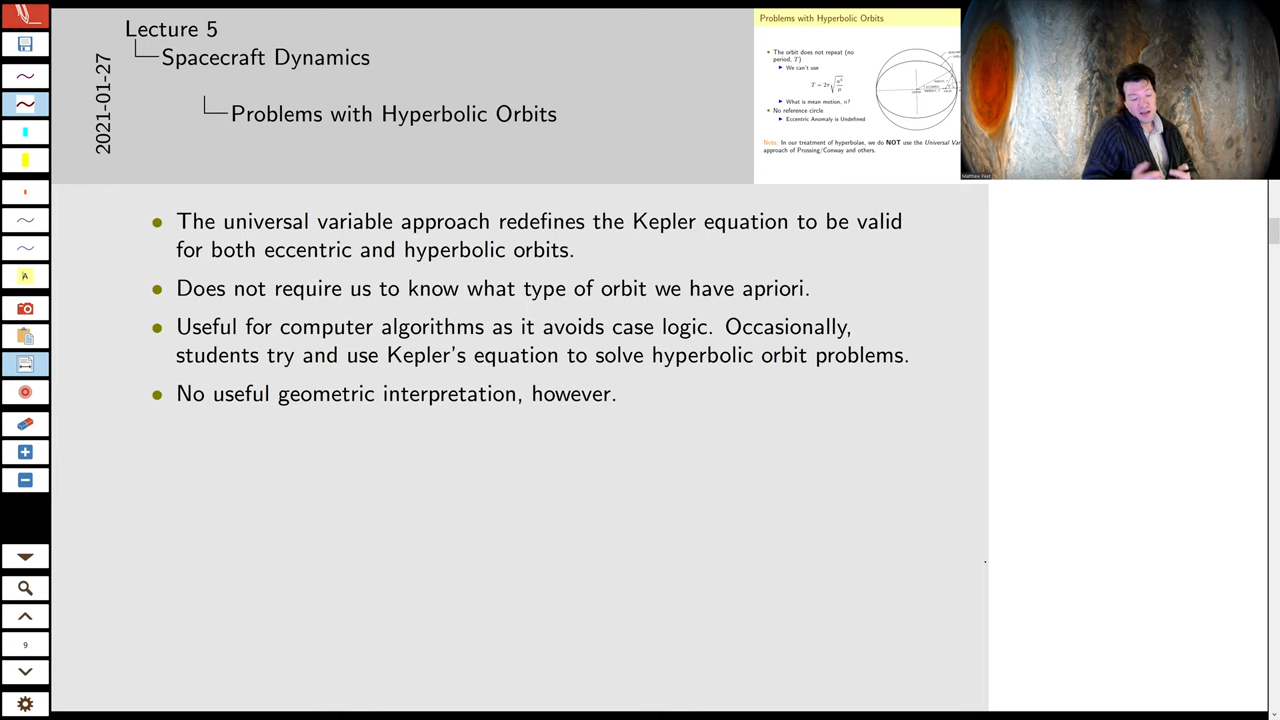 Lecture 5
Spacecraft Dynamics
Problems with Hyperbolic Orbits
2021-01-27
Problems with Hyperbolic Orbits
The orbit does not repeat (no
period, T)
We can't use
What is mean motion, n?
No reference circle
Eccentric Anomaly is Undefined
Note: In our treatment of hyperbolae, we do NOT use the Universal Var
approach of Prussing/Conway and others.
Matthew Peet
• The universal variable approach redefines the Kepler equation to be valid
for both eccentric and hyperbolic orbits.
• Does not require us to know what type of orbit we have apriori.
• Useful for computer algorithms as it avoids case logic. Occasionally,
students try and use Kepler's equation to solve hyperbolic orbit problems.
• No useful geometric interpretation, however.
9